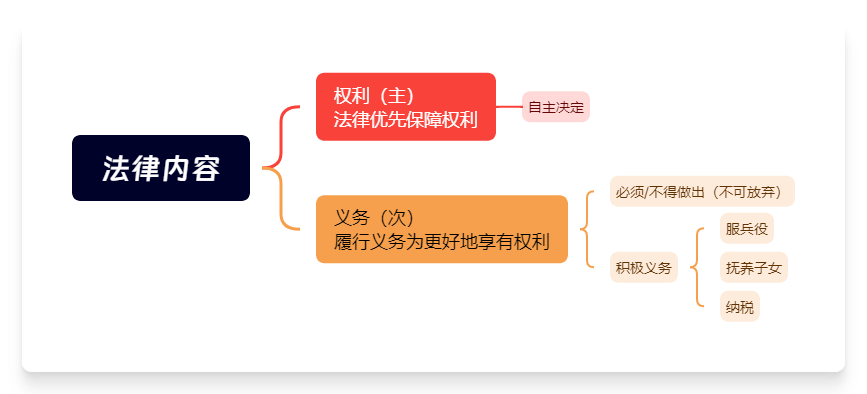 法律内容
权利（主）
法律优先保障权利
自主决定
义务（次）
履行义务为更好地享有权利
必须/不得做出（不可放弃）
积极义务
服兵役
抚养子女
纳税